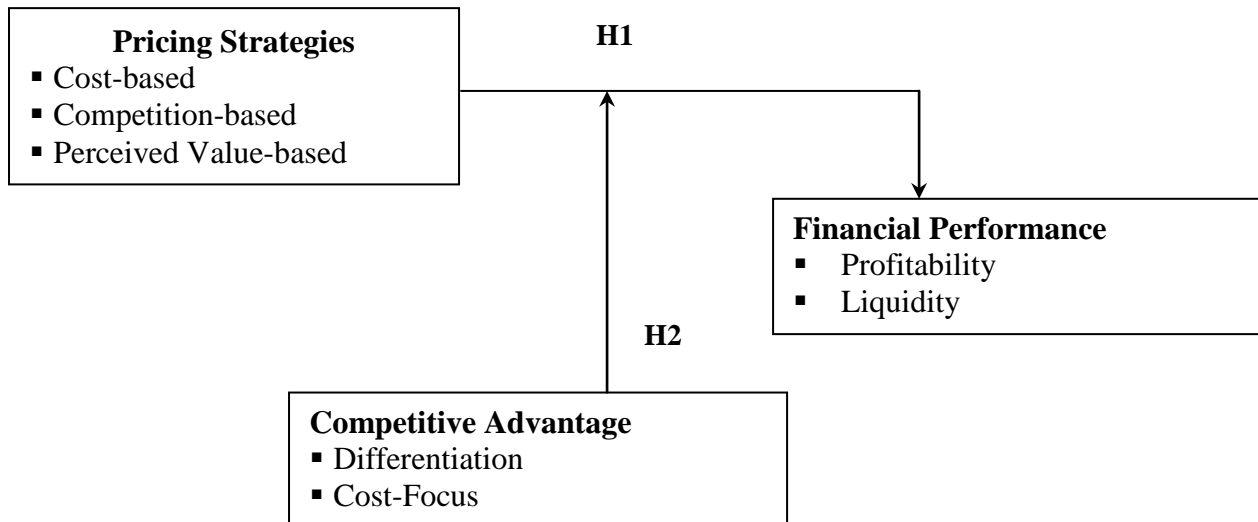 Pricing Strategies
▪ Cost-based
▪ Competition-based
▪ Perceived Value-based
H1
Financial Performance
▪ Profitability
▪ Liquidity
H2
Competitive Advantage
▪ Differentiation
▪ Cost-Focus